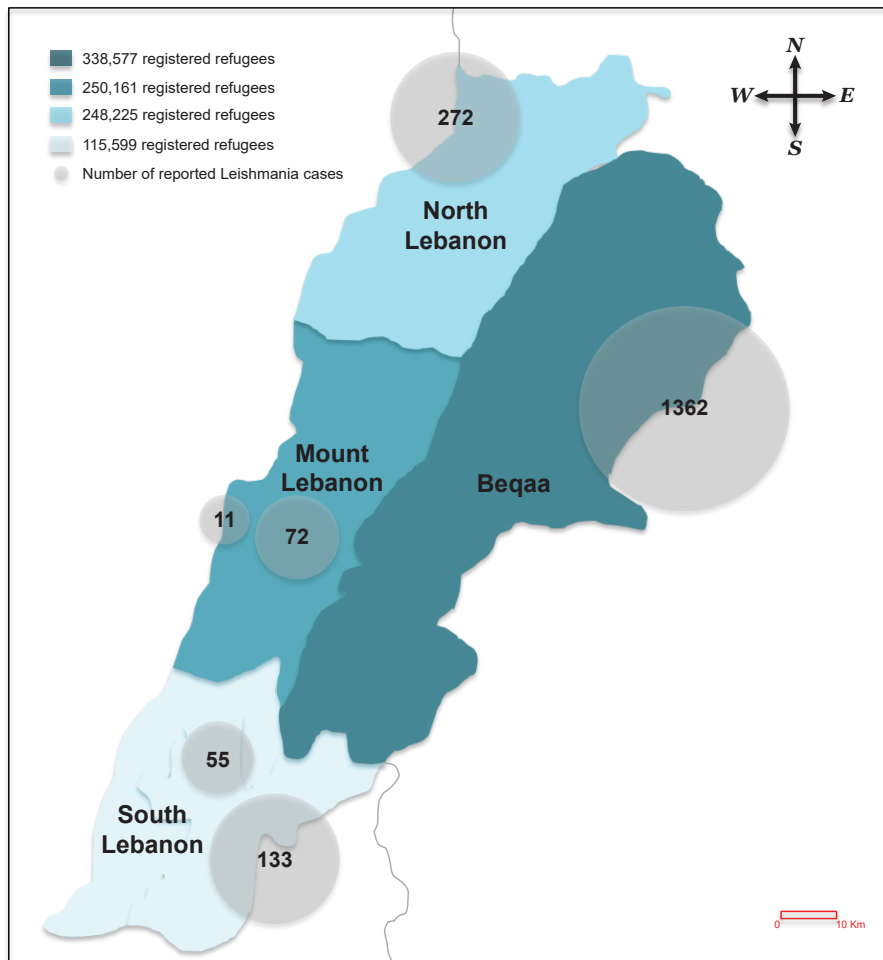 338,577 registered refugees
250,161 registered refugees
248,225 registered refugees
115,599 registered refugees
Number of reported Leishmania cases
N
W E
S
272
North
Lebanon
1362
Mount
Lebanon
Beqaa
11
72
55
South
Lebanon
133
0 10 Km